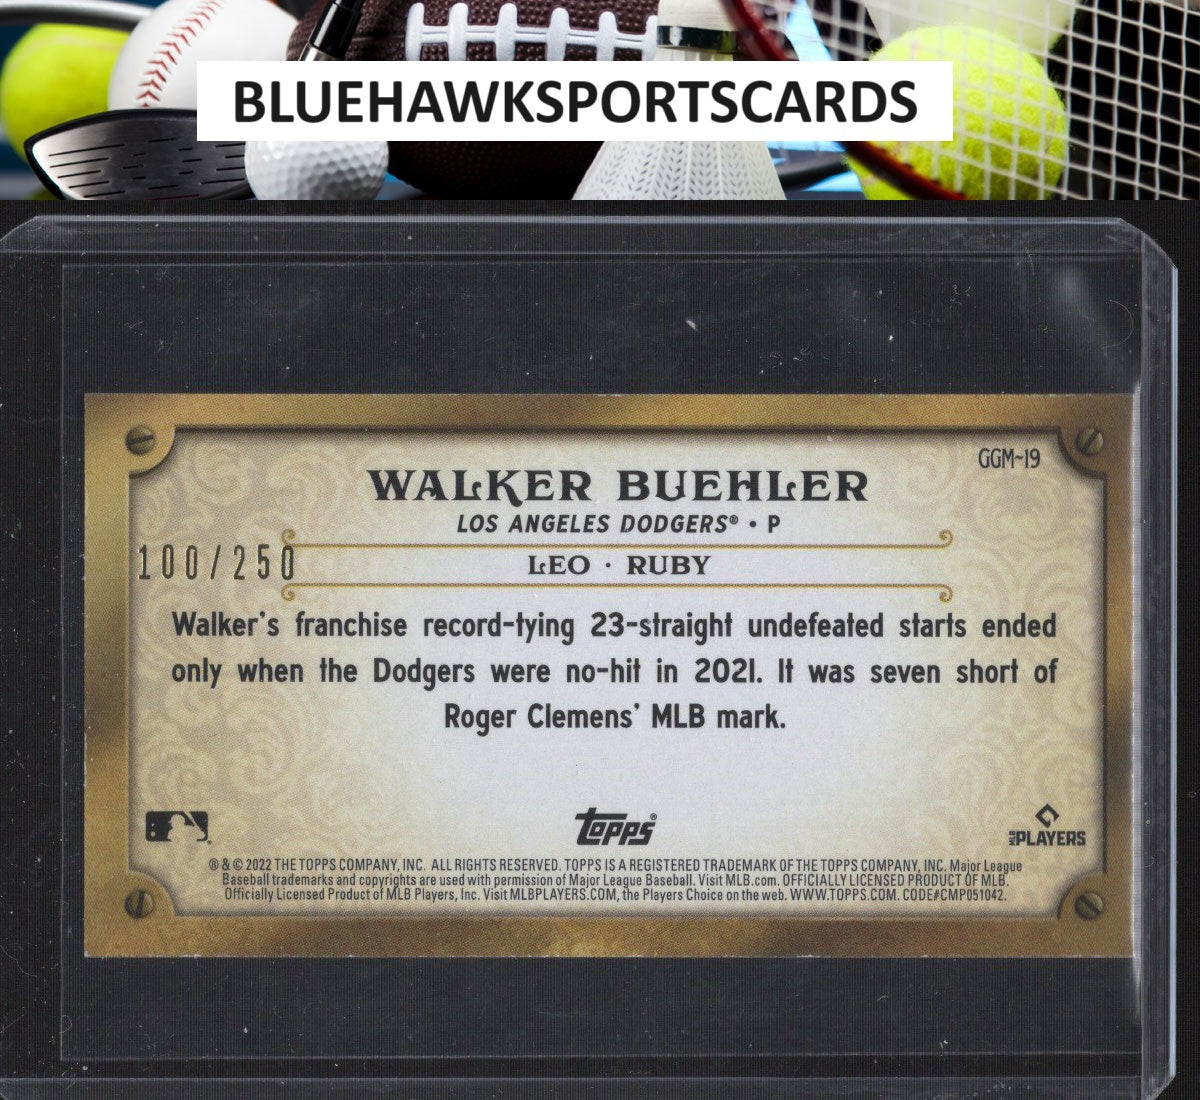 BLUEHAWKSPORTSCARDS
GGM-19
WALKER BUEHLER
LOS ANGELES DODGERS® • P
100/250
LEO · RUBY
Walker's franchise record-tying 23-straight undefeated starts ended
only when the Dodgers were no-hit in 2021. It was seven short of
Roger Clemens' MLB mark.
topps®
MLB PLAYERS
® & © 2022 THE TOPPS COMPANY, INC. ALL RIGHTS RESERVED. TOPPS IS A REGISTERED TRADEMARK OF THE TOPPS COMPANY, INC. Major League
Baseball trademarks and copyrights are used with permission of Major League Baseball. Visit MLB.com. OFFICIALLY LICENSED PRODUCT OF MLB.
Officially Licensed Product of MLB Players, Inc. Visit MLBPLAYERS.COM, the Players Choice on the web. WWW.TOPPS.COM. CODE#CMP051042.